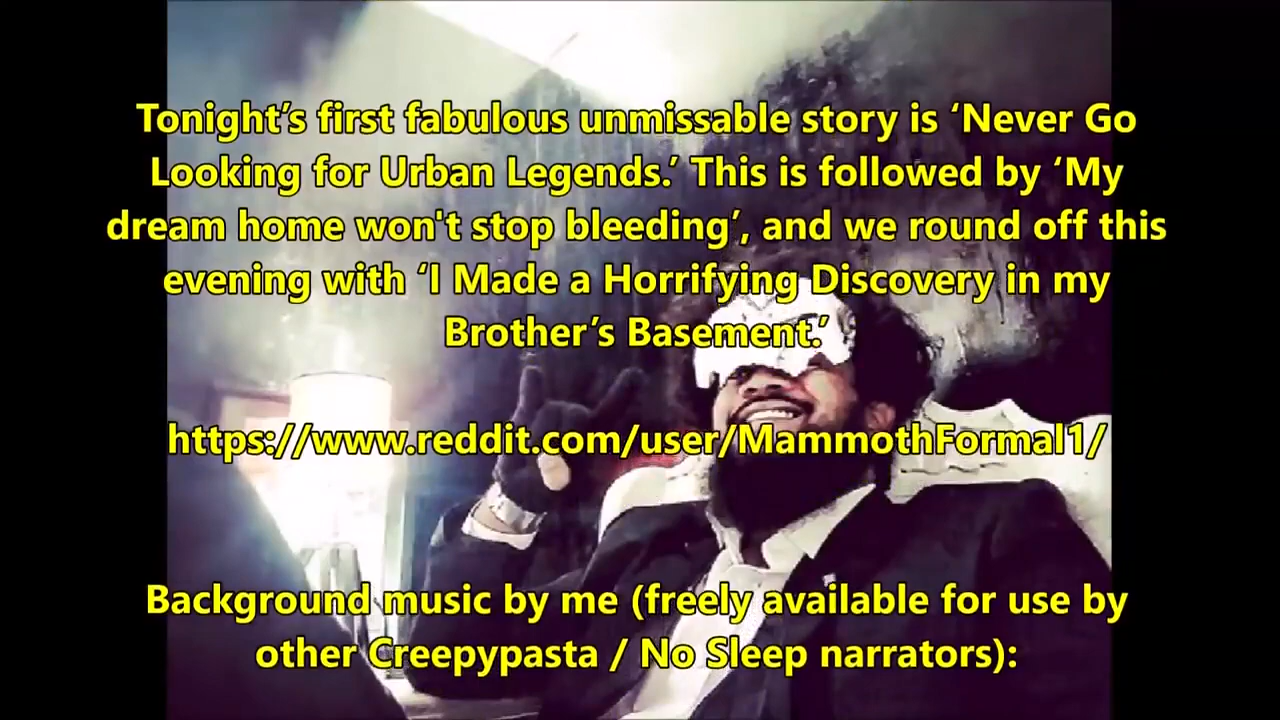 Tonight’s first fabulous unmissable story is ‘Never Go
Looking for Urban Legends.’ This is followed by ‘My
dream home won't stop bleeding’, and we round off this
evening with ‘I Made a Horrifying Discovery in my
Brother’s Basement.’
https://www.reddit.com/user/MammothFormal1/
Background music by me (freely available for use by
other Creepypasta / No Sleep narrators):